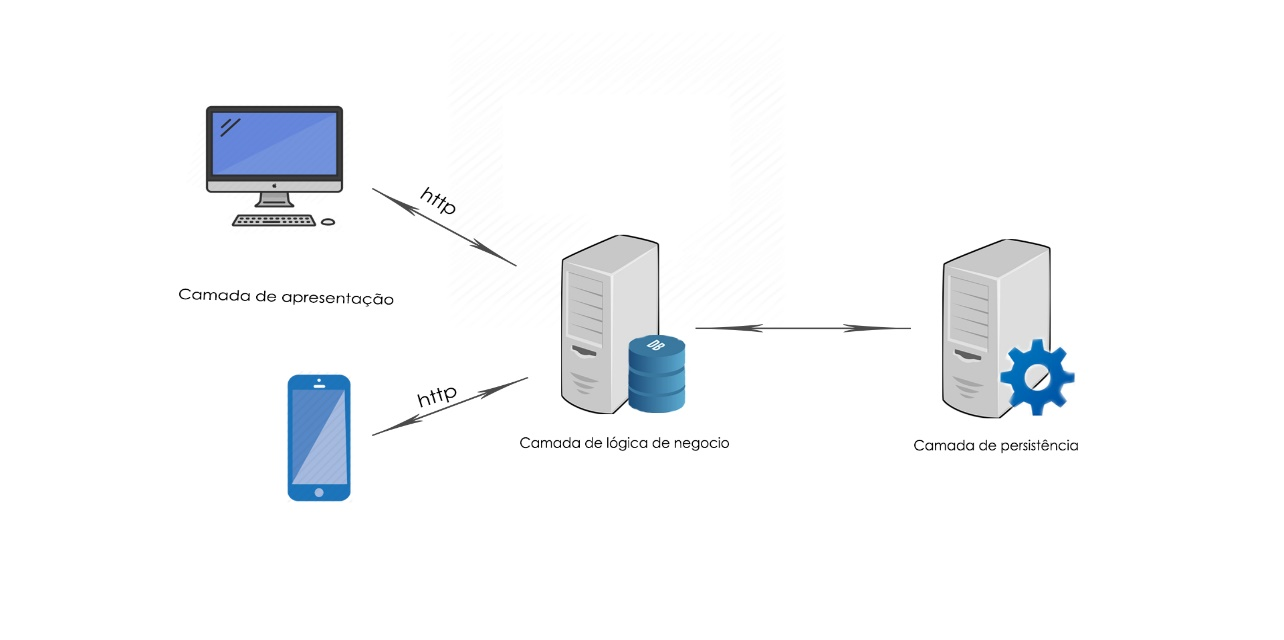 http
Camada de apresentação
DB
http
Camada de lógica de negocio
Camada de persistência